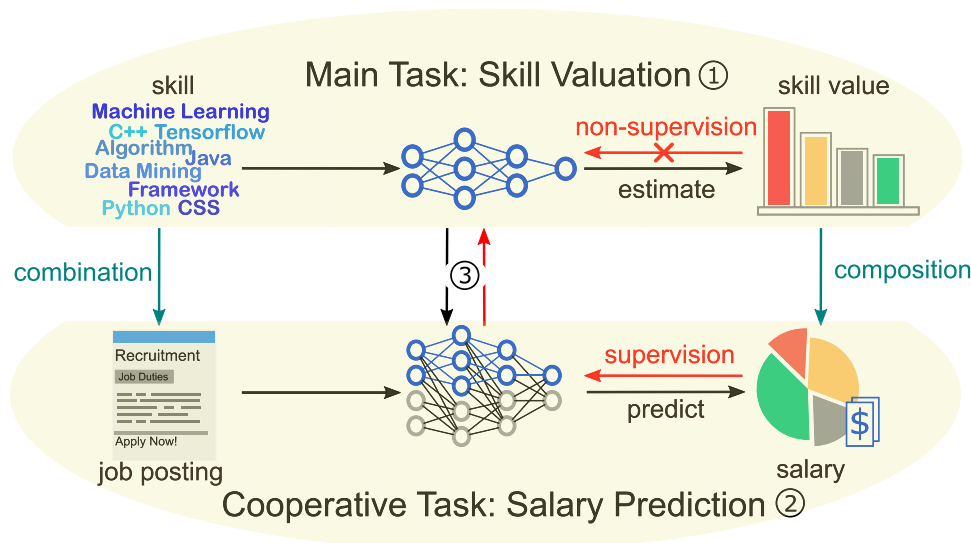 Main Task: Skill Valuation ①
skill
skill value
Machine Learning
C++ Tensorflow
Algorithm
Java
Data Mining
Framework
Python CSS
non-supervision
estimate
combination
③
composition
Recruitment
Job Duties
Apply Now!
job posting
supervision
predict
$
salary
Cooperative Task: Salary Prediction ②